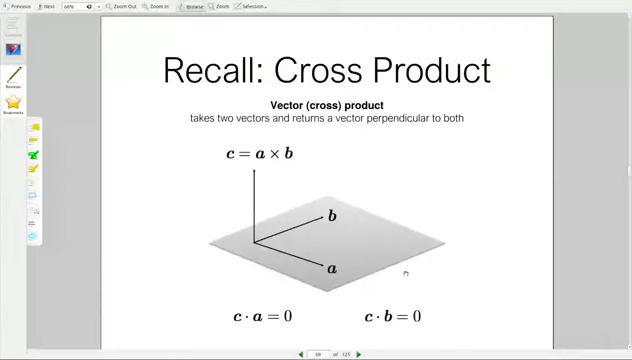 Previous Next 66% Zoom Out Zoom In Browse Zoom Selection
Review
Bookmarks
Recall: Cross Product
Vector (cross) product
takes two vectors and returns a vector perpendicular to both
c = a × b
b
a
c · a = 0 c · b = 0
59 of 125